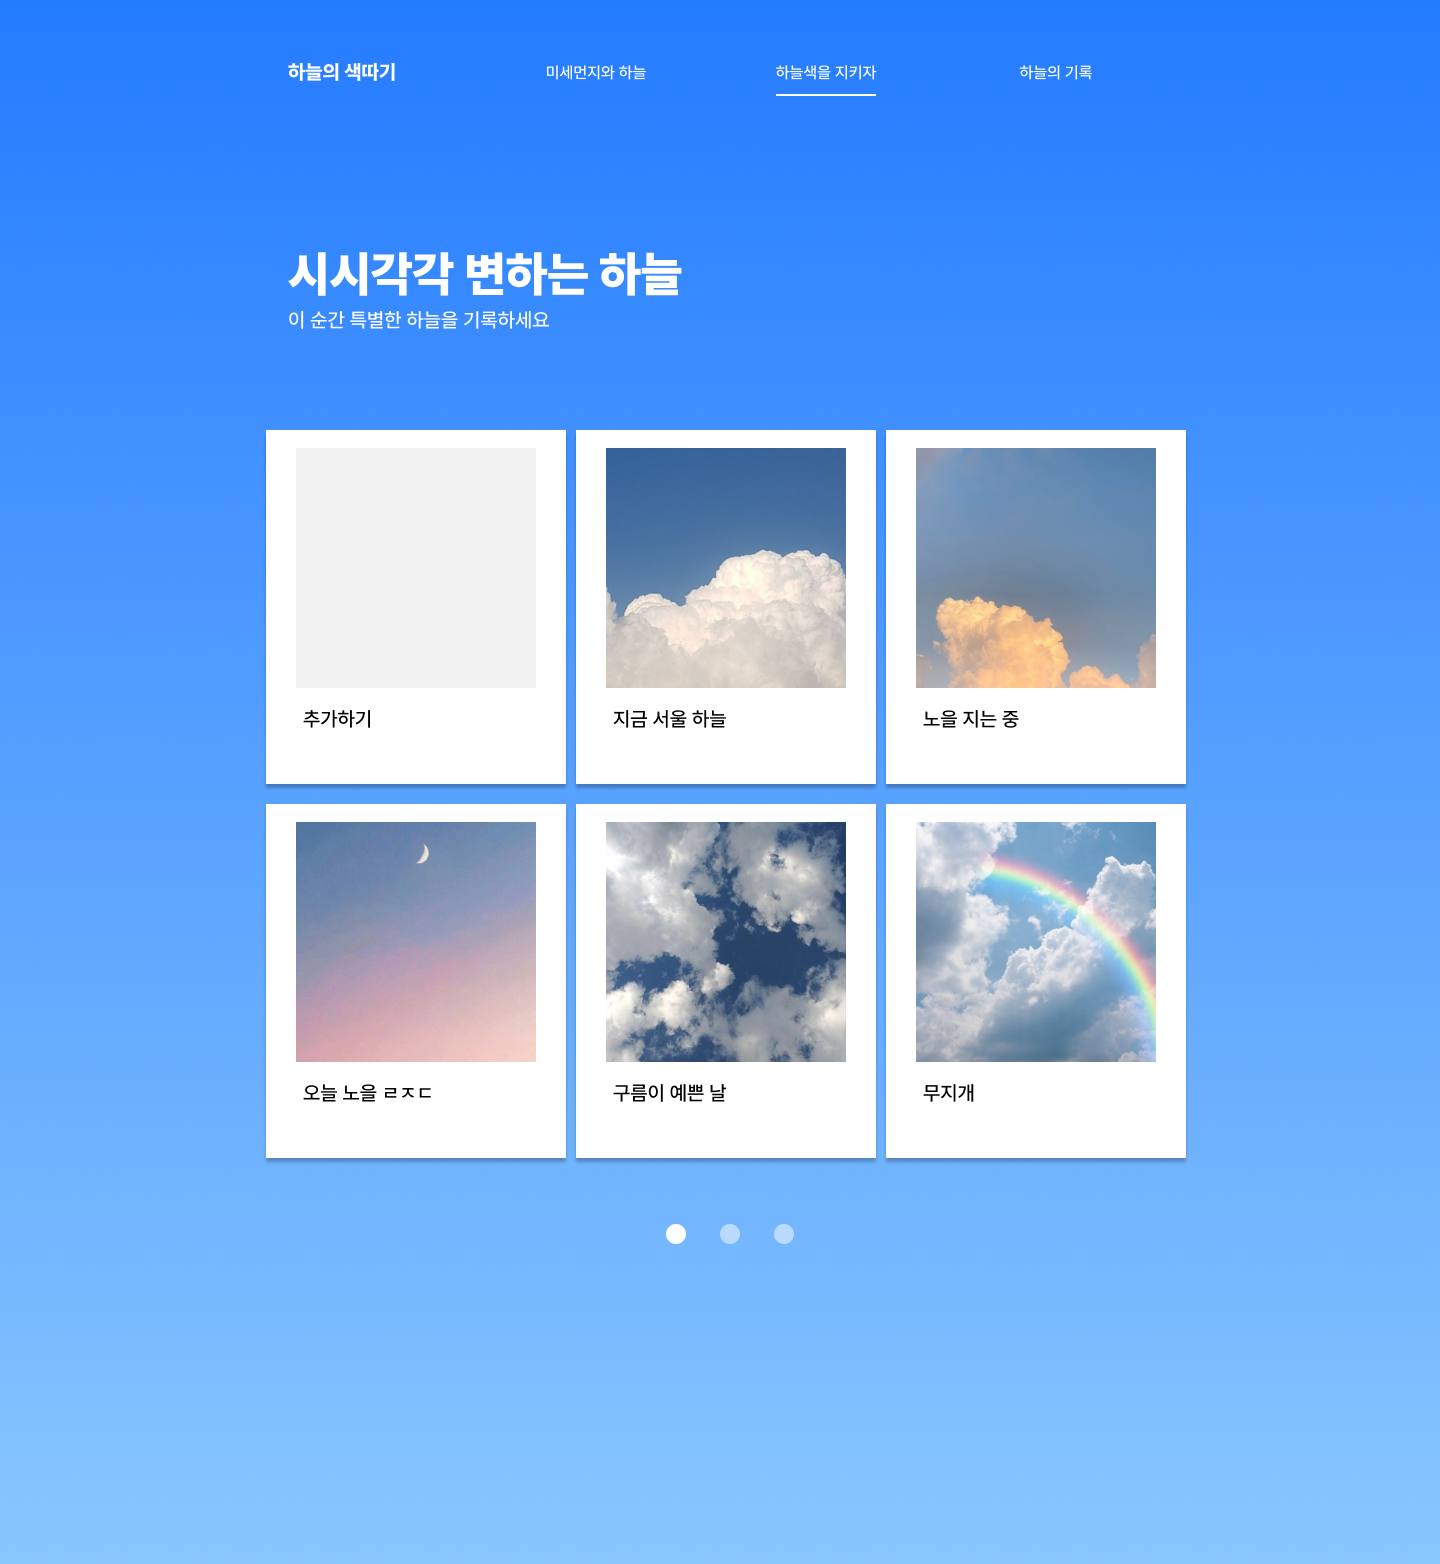 하늘의 색따기
미세먼지와 하늘
하늘색을 지키자
하늘의 기록
시시각각 변하는 하늘
이 순간 특별한 하늘을 기록하세요
추가하기
지금 서울 하늘
노을 지는 중
오늘 노을 ㄹㅈㄷ
구름이 예쁜 날
무지개